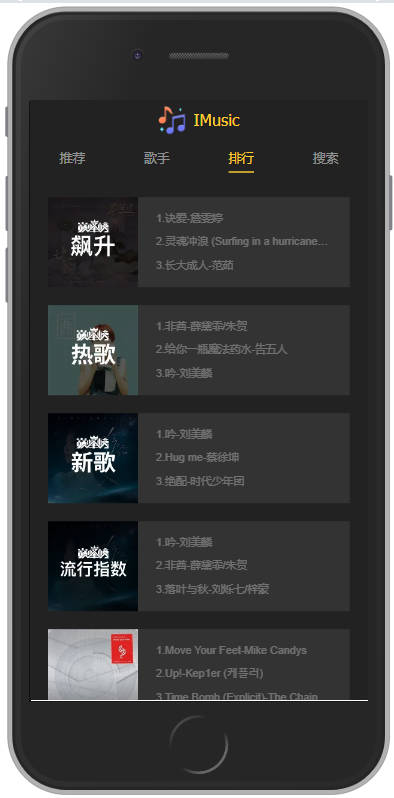 IMusic
推荐
歌手
排行
搜索
巅峰榜
飙升
1.诀爱-詹雯婷
2.灵魂冲浪 (Surfing in a hurricane...
3.长大成人-范茹
巅峰榜
热歌
1.非酋-薛黛霏/朱贺
2.给你一瓶魔法药水-告五人
3.吟-刘美麟
巅峰榜
新歌
1.吟-刘美麟
2.Hug me-蔡徐坤
3.绝配-时代少年团
巅峰榜
流行指数
1.吟-刘美麟
2.非酋-薛黛霏/朱贺
3.落叶与秋-刘烁七/梓豪
1.Move Your Feet-Mike Candys
2.Up!-Kep1er (케플러)
3.Time Bomb (Explicit)-The Chain